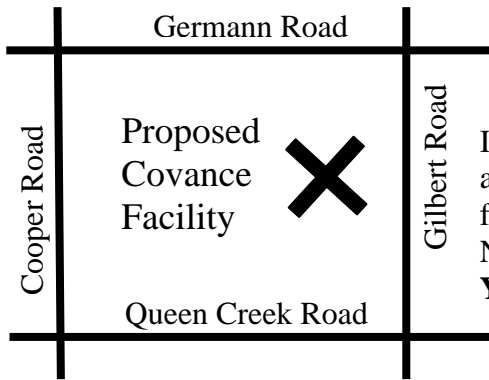 Germann Road
Cooper Road
Proposed
Covance
Facility
Gilbert Road
Queen Creek Road